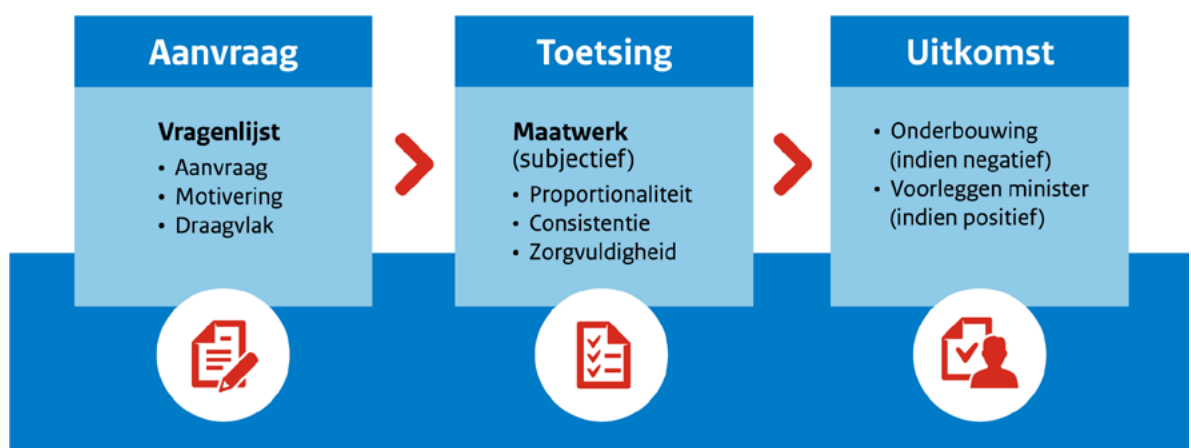 Aanvraag
Vragenlijst
• Aanvraag
• Motivering
• Draagvlak
Toetsing
Maatwerk
(subjectief)
• Proportionaliteit
• Consistentie
• Zorgvuldigheid
Uitkomst
• Onderbouwing
(indien negatief)
• Voorleggen minister
(indien positief)